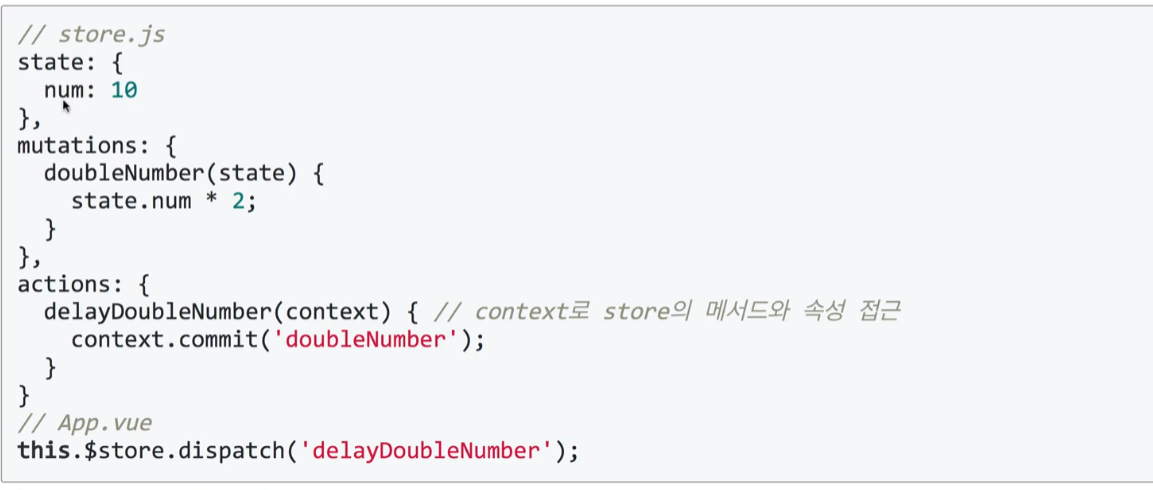 // store.js
state: {
  num: 10
},
mutations: {
  doubleNumber(state) {
    state.num * 2;
  }
},
actions: {
  delayDoubleNumber(context) { // context로 store의 메서드와 속성 접근
    context.commit('doubleNumber');
  }
}
// App.vue
this.$store.dispatch('delayDoubleNumber');